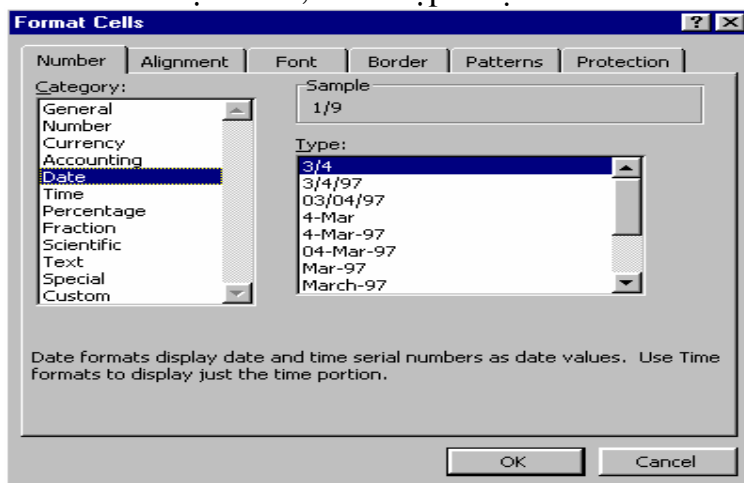 Format Cells
Number Alignment Font Border Patterns Protection
Category:
General
Number
Currency
Accounting
Date
Time
Percentage
Fraction
Scientific
Text
Special
Custom
Sample
1/9
Type:
3/4
3/4/97
03/04/97
4-Mar
4-Mar-97
04-Mar-97
Mar-97
March-97
Date formats display date and time serial numbers as date values. Use Time
formats to display just the time portion.
OK Cancel